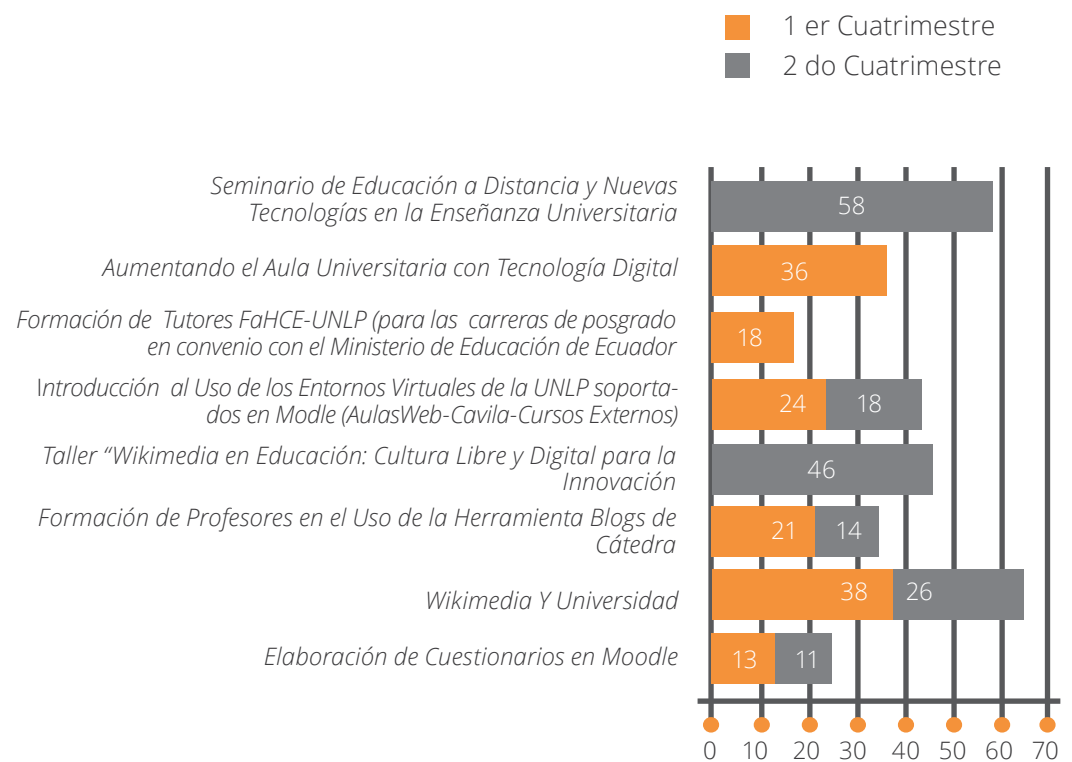 1 er Cuatrimestre
2 do Cuatrimestre
Seminario de Educación a Distancia y Nuevas
Tecnologías en la Enseñanza Universitaria
58
Aumentando el Aula Universitaria con Tecnología Digital
36
Formación de Tutores FaHCE-UNLP (para las carreras de posgrado
en convenio con el Ministerio de Educación de Ecuador
18
Introducción al Uso de los Entornos Virtuales de la UNLP soporta-
dos en Modle (AulasWeb-Cavila-Cursos Externos)
24 18
Taller “Wikimedia en Educación: Cultura Libre y Digital para la
Innovación
46
Formación de Profesores en el Uso de la Herramienta Blogs de
Cátedra
21 14
Wikimedia Y Universidad
38 26
Elaboración de Cuestionarios en Moodle
13 11
0 10 20 30 40 50 60 70